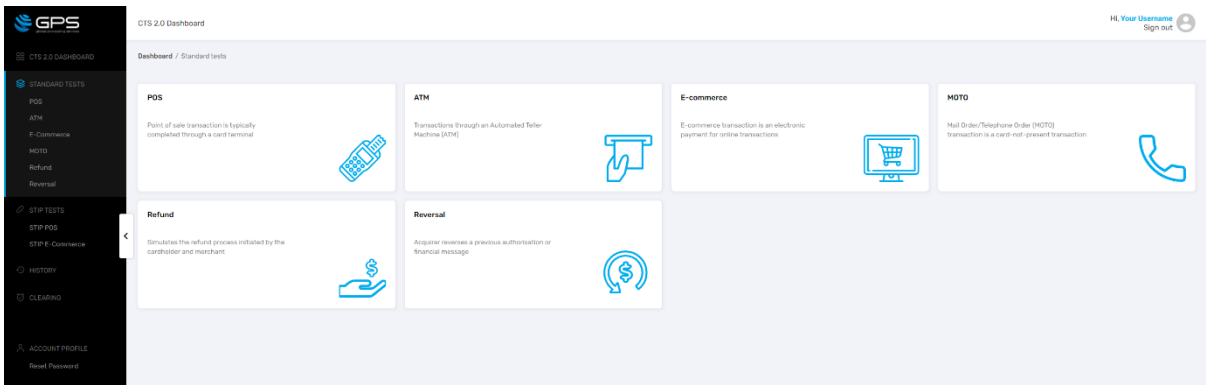 GPS
CTS 2.0 Dashboard
Hi, Your Username
Sign out
CTS 2.0 DASHBOARD
STANDARD TESTS
POS
ATM
E-Commerce
MOTO
Refund
Reversal
STIP TESTS
STIP POS
STIP E-Commerce
HISTORY
CLEARING
ACCOUNT PROFILE
Reset Password
Dashboard / Standard tests
POS
Point of sale transaction is typically
completed through a card terminal
ATM
Transactions through an Automated Teller
Machine (ATM)
E-commerce
E-commerce transaction is an electronic
payment for online transactions
MOTO
Mail Order/Telephone Order (MOTO)
transaction is a card-not-present transaction
Refund
Simulates the refund process initiated by the
cardholder and merchant
Reversal
Acquirer reverses a previous authorisation or
financial message